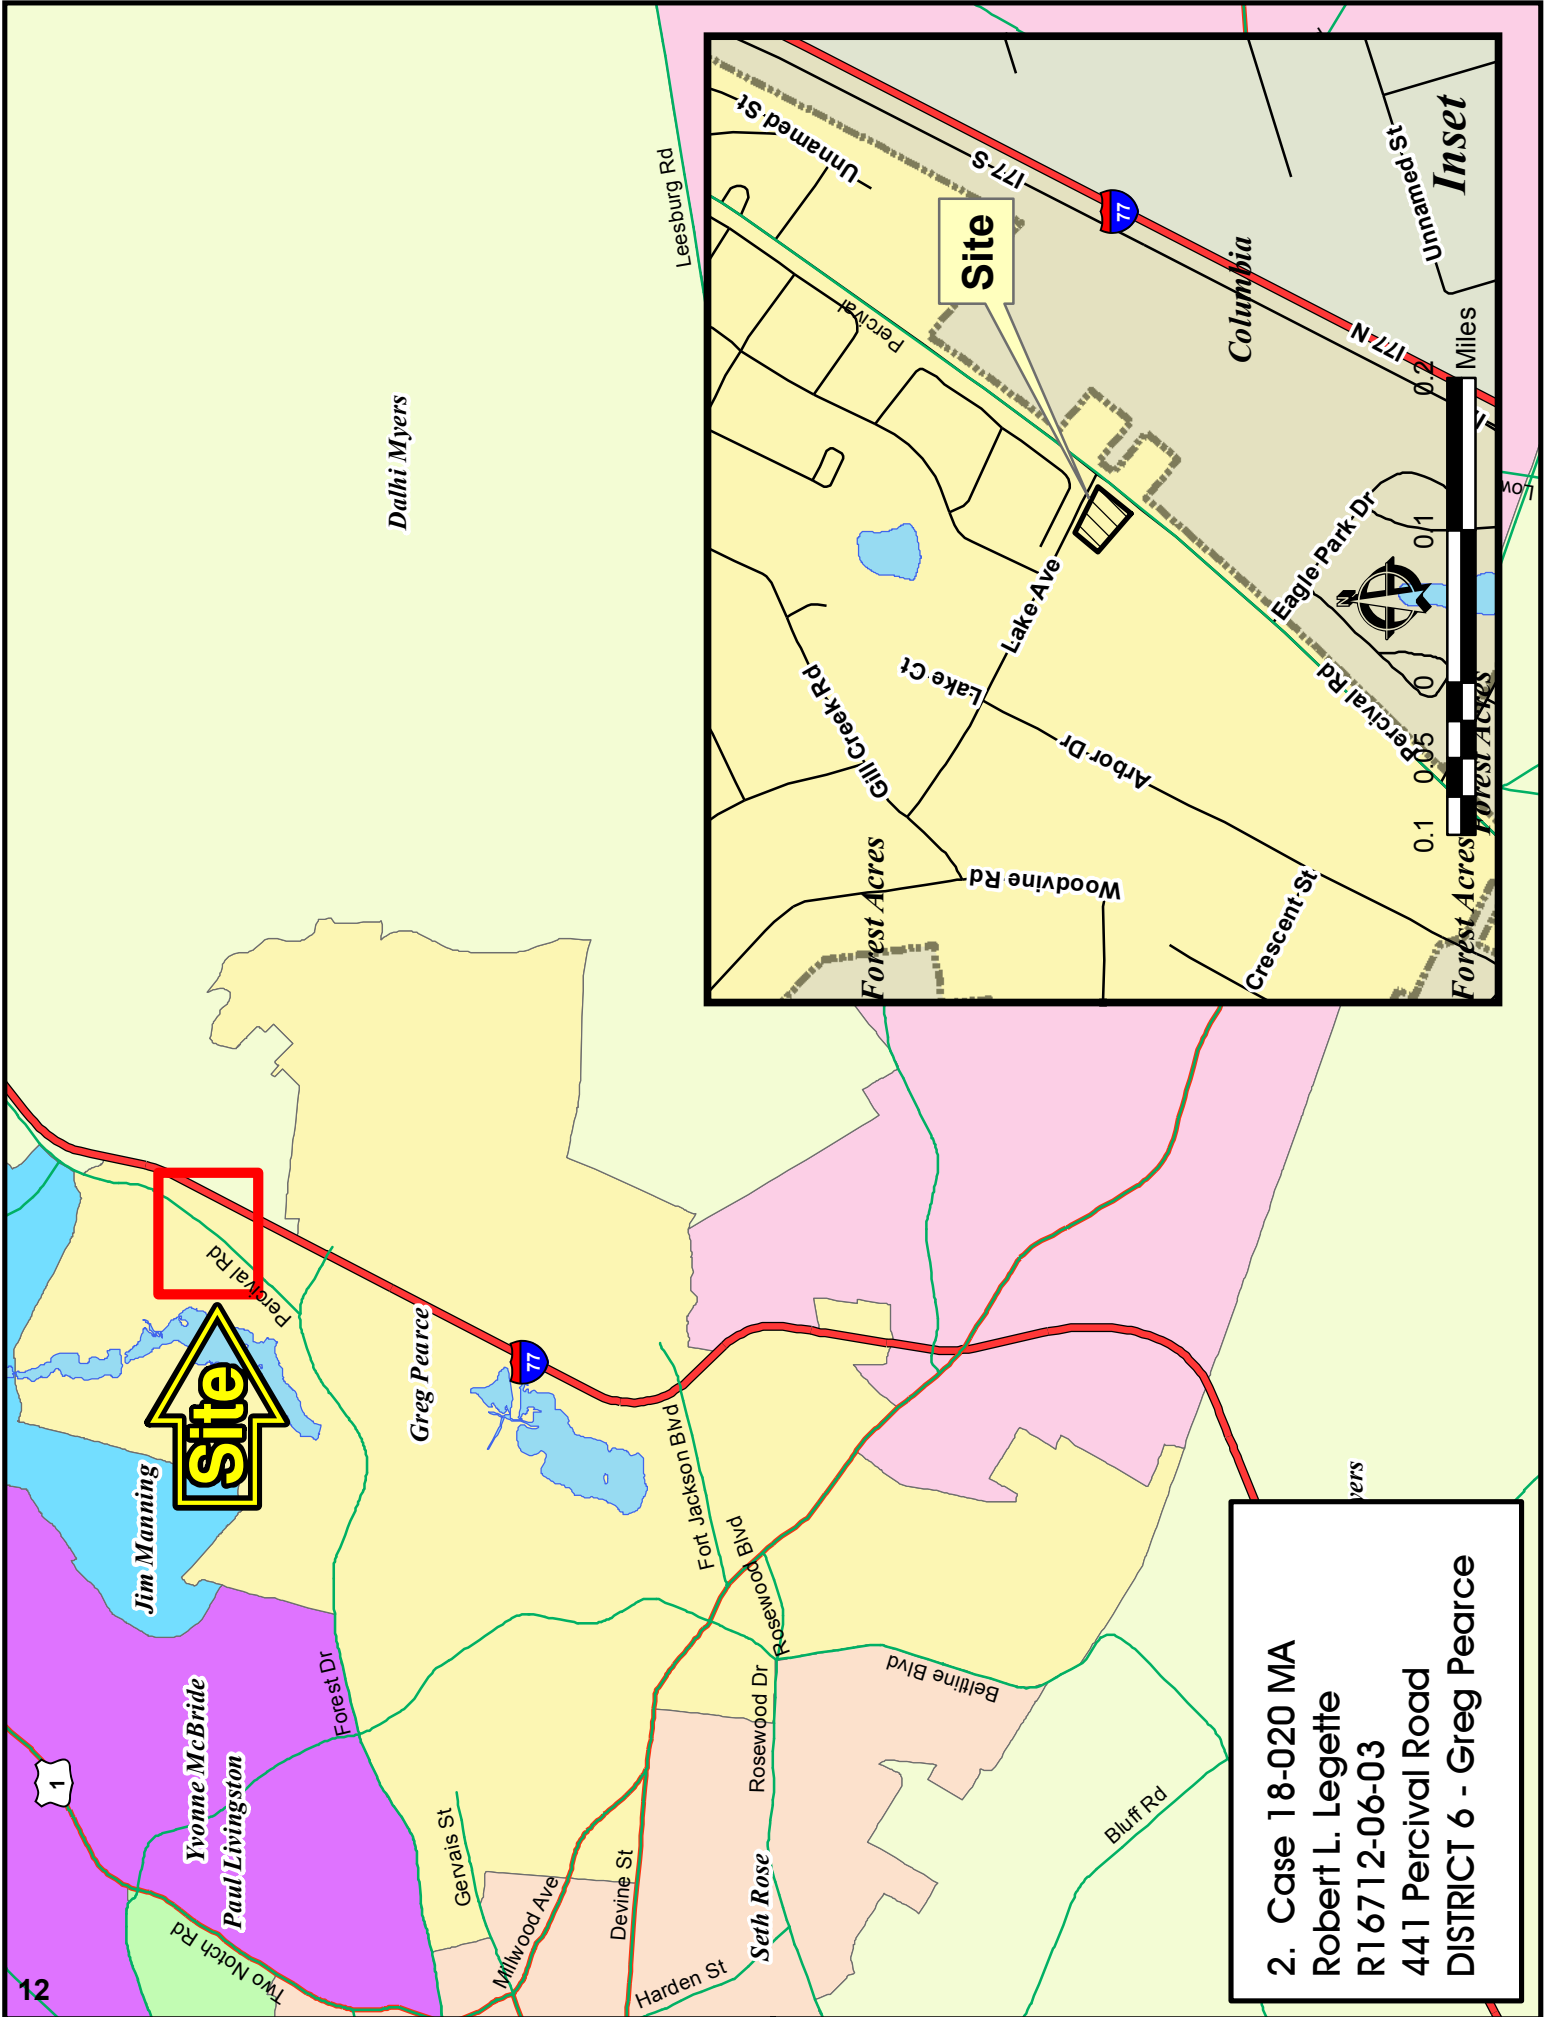 12
Dalhi Myers
Leesburg Rd
Percival Rd
Greg Pearce
77
Site
Jim Manning
Fort Jackson Blvd
Rosewood Blvd
Forest Dr
Yvonne McBride
Paul Livingston
1
Two Notch Rd
Gervais St
Millwood Ave
Devine St
Rosewood Dr
Seth Rose
Harden St
Beltline Blvd
Bluff Rd
yers
Low
Inset
Unnamed St
I77 S
77
Unnamed St
Site
Percival
Columbia
I77 N
Lake Ave
Lake Ct
Gill Creek Rd
Arbor Dr
Eagle Park Dr
Percival Rd
Woodvine Rd
Crescent St
Forest Acres
Forest Acres
Forest Acres
N
0.1
0.05
0
0.1
0.2
Miles
2. Case 18-020 MA
Robert L. Legette
R16712-06-03
441 Percival Road
DISTRICT 6 - Greg Pearce